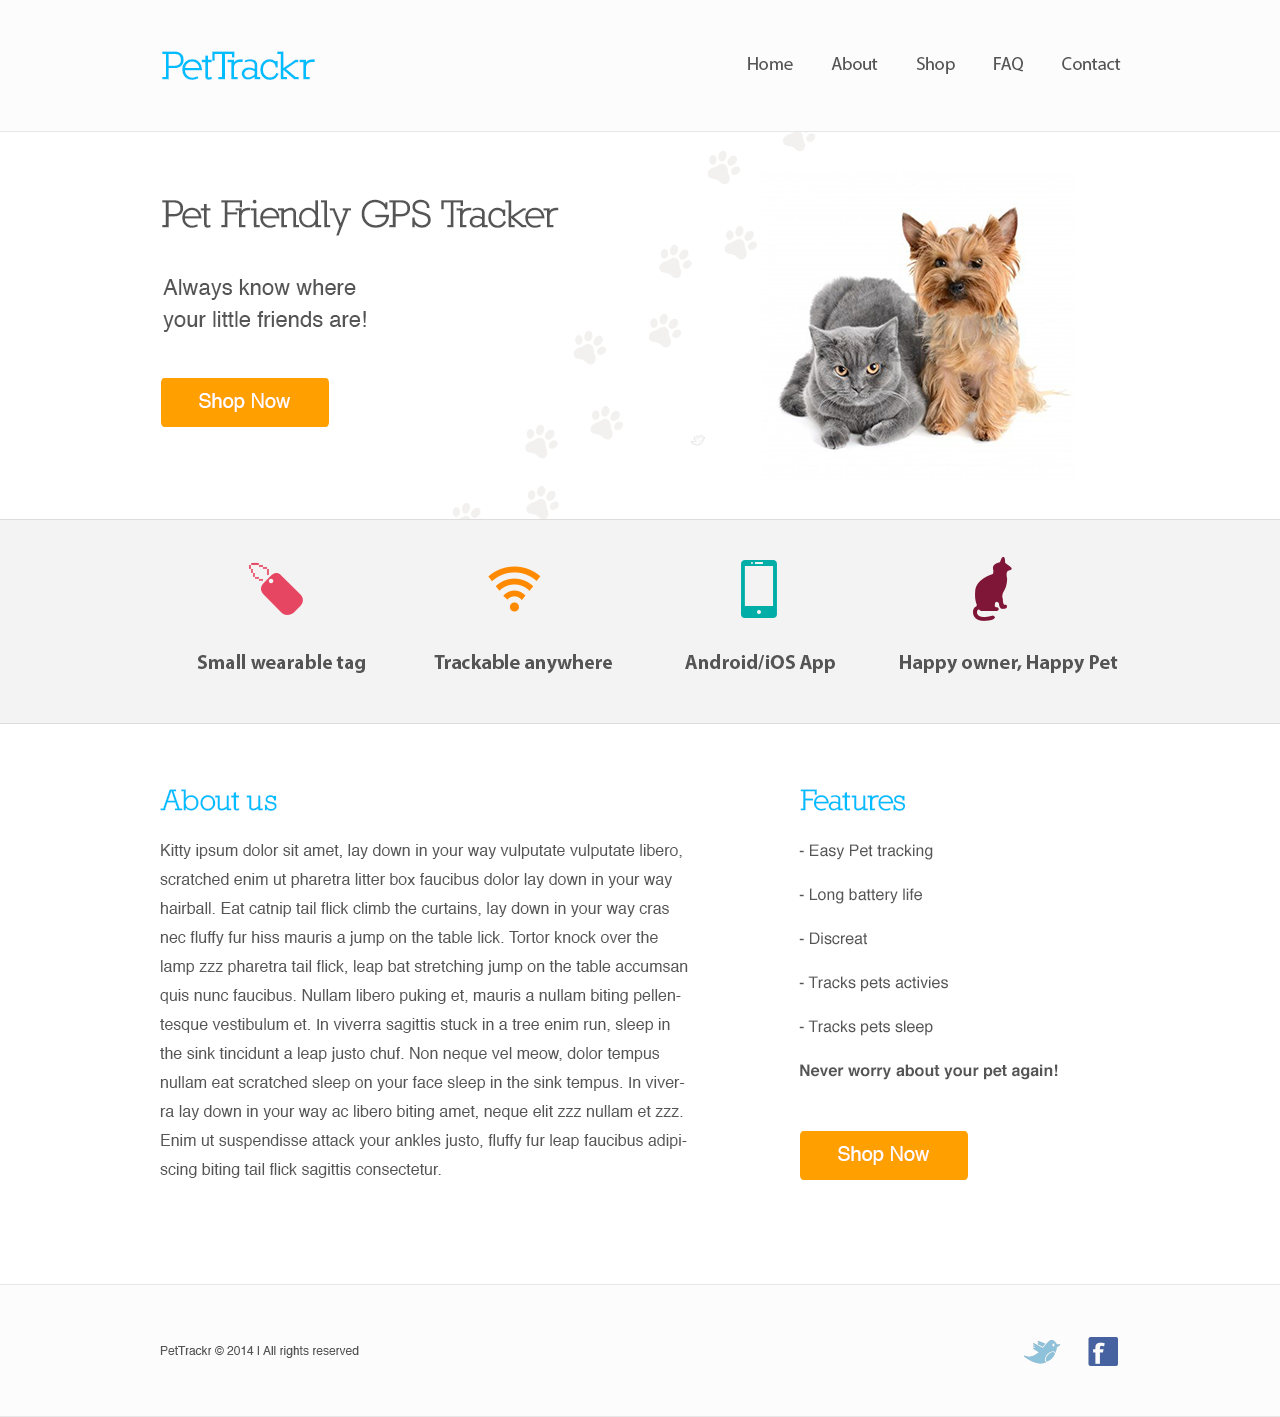 PetTrackr
Home About Shop FAQ Contact
Pet Friendly GPS Tracker
Always know where
your little friends are!
Shop Now
Small wearable tag
Trackable anywhere
Android/iOS App
Happy owner, Happy Pet
About us
Kitty ipsum dolor sit amet, lay down in your way vulputate vulputate libero,
scratched enim ut pharetra litter box faucibus dolor lay down in your way
hairball. Eat catnip tail flick climb the curtains, lay down in your way cras
nec fluffy fur hiss mauris a jump on the table lick. Tortor knock over the
lamp zzz pharetra tail flick, leap bat stretching jump on the table accumsan
quis nunc faucibus. Nullam libero puking et, mauris a nullam biting pellen-
tesque vestibulum et. In viverra sagittis stuck in a tree enim run, sleep in
the sink tincidunt a leap justo chuf. Non neque vel meow, dolor tempus
nullam eat scratched sleep on your face sleep in the sink tempus. In viver-
ra lay down in your way ac libero biting amet, neque elit zzz nullam et zzz.
Enim ut suspendisse attack your ankles justo, fluffy fur leap faucibus adipi-
scing biting tail flick sagittis consectetur.
Features
- Easy Pet tracking
- Long battery life
- Discreat
- Tracks pets activies
- Tracks pets sleep
Never worry about your pet again!
Shop Now
PetTrackr © 2014 I All rights reserved
f